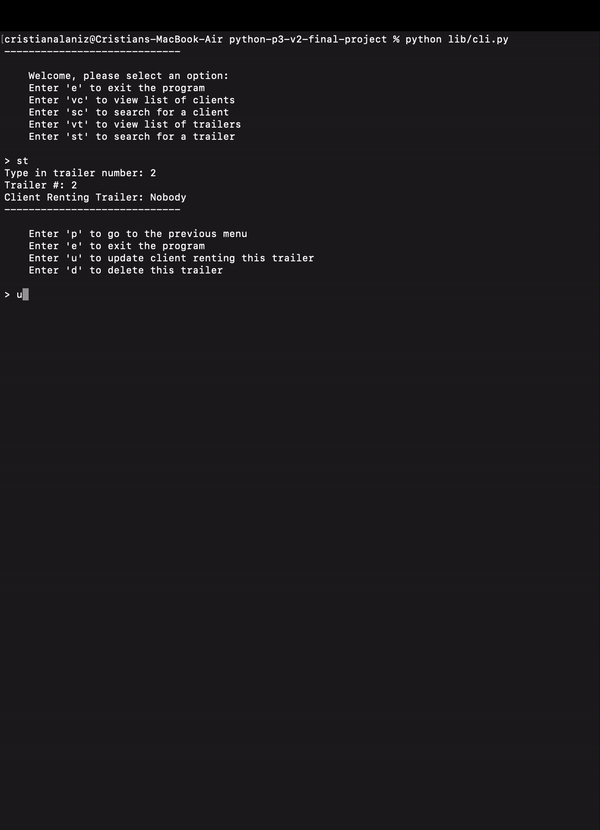 [cristianalaniz@Cristians-MacBook-Air python-p3-v2-final-project % python lib/cli.py
-----------------------------
Welcome, please select an option:
Enter 'e' to exit the program
Enter 'vc' to view list of clients
Enter 'sc' to search for a client
Enter 'vt' to view list of trailers
Enter 'st' to search for a trailer
> st
Type in trailer number: 2
Trailer #: 2
Client Renting Trailer: Nobody
-----------------------------
Enter 'p' to go to the previous menu
Enter 'e' to exit the program
Enter 'u' to update client renting this trailer
Enter 'd' to delete this trailer
> u